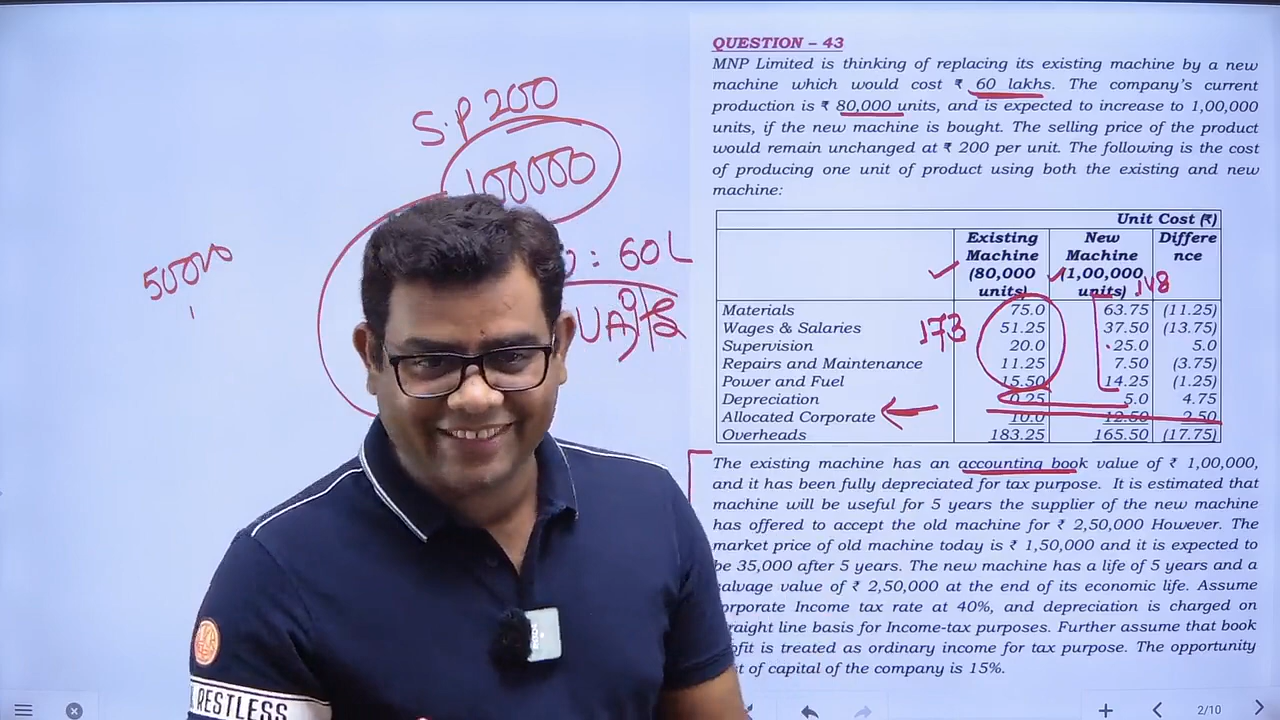 S.P 200
100000
: 60L
50000
QUESTION – 43
MNP Limited is thinking of replacing its existing machine by a new
machine which would cost ₹ 60 lakhs. The company's current
production is ₹ 80,000 units, and is expected to increase to 1,00,000
units, if the new machine is bought. The selling price of the product
would remain unchanged at ₹ 200 per unit. The following is the cost
of producing one unit of product using both the existing and new
machine:
Unit Cost (₹)
Existing Machine (80,000 units) New Machine (1,00,000 units) Differe nce
148
173
Materials 75.0 63.75 (11.25)
Wages & Salaries 51.25 37.50 (13.75)
Supervision 20.0 25.0 5.0
Repairs and Maintenance 11.25 7.50 (3.75)
Power and Fuel 15.50 14.25 (1.25)
Depreciation 0.25 5.0 4.75
Allocated Corporate 10.0 12.50 2.50
Overheads 183.25 165.50 (17.75)
The existing machine has an accounting book value of ₹ 1,00,000,
and it has been fully depreciated for tax purpose. It is estimated that
machine will be useful for 5 years the supplier of the new machine
has offered to accept the old machine for ₹ 2,50,000 However. The
market price of old machine today is ₹ 1,50,000 and it is expected to
be 35,000 after 5 years. The new machine has a life of 5 years and a
salvage value of ₹ 2,50,000 at the end of its economic life. Assume
corporate Income tax rate at 40%, and depreciation is charged on
straight line basis for Income-tax purposes. Further assume that book
profit is treated as ordinary income for tax purpose. The opportunity
cost of capital of the company is 15%.
RESTLESS
2/10